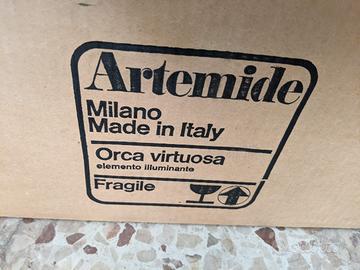 Artemide
Milano
Made in Italy
Orca virtuosa
elemento illuminante
Fragile